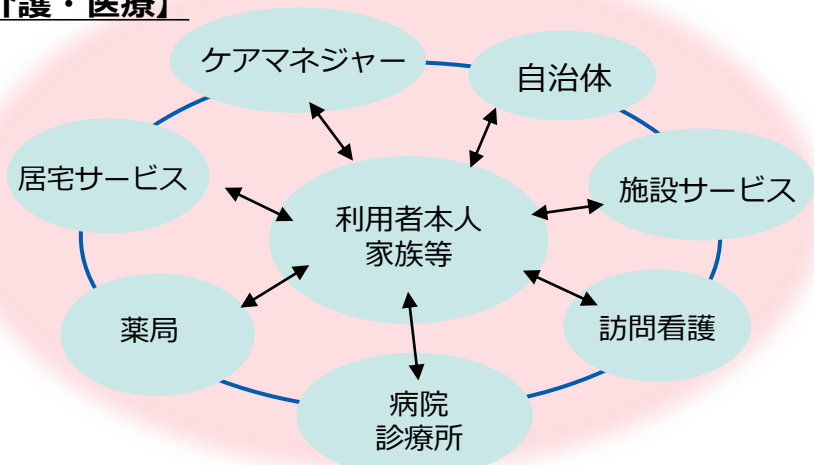 護・医療】
ケアマネジャー
自治体
居宅サービス
施設サービス
利用者本人
家族等
薬局
訪問看護
病院
診療所